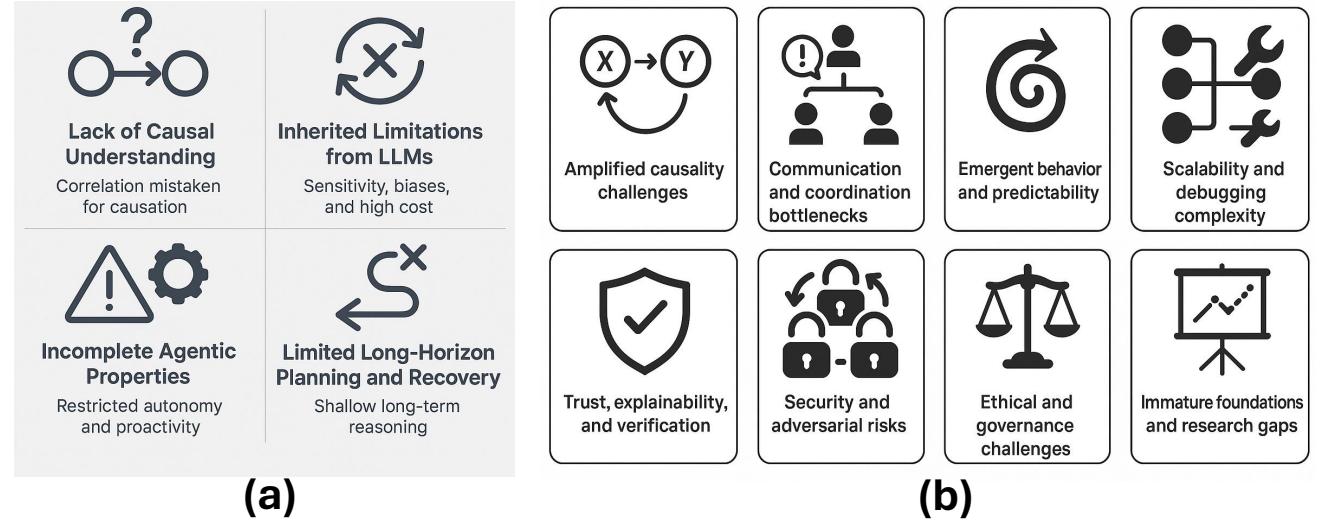 ?
Lack of Causal
Understanding
Correlation mistaken
for causation
Inherited Limitations
from LLMs
Sensitivity, biases,
and high cost
!
Incomplete Agentic
Properties
Restricted autonomy
and proactivity
Limited Long-Horizon
Planning and Recovery
Shallow long-term
reasoning
(a)
X Y
Amplified causality
challenges
!
Communication
and coordination
bottlenecks
Emergent behavior
and predictability
Scalability and
debugging
complexity
Trust, explainability,
and verification
Security and
adversarial risks
Ethical and
governance
challenges
Immature foundations
and research gaps
(b)